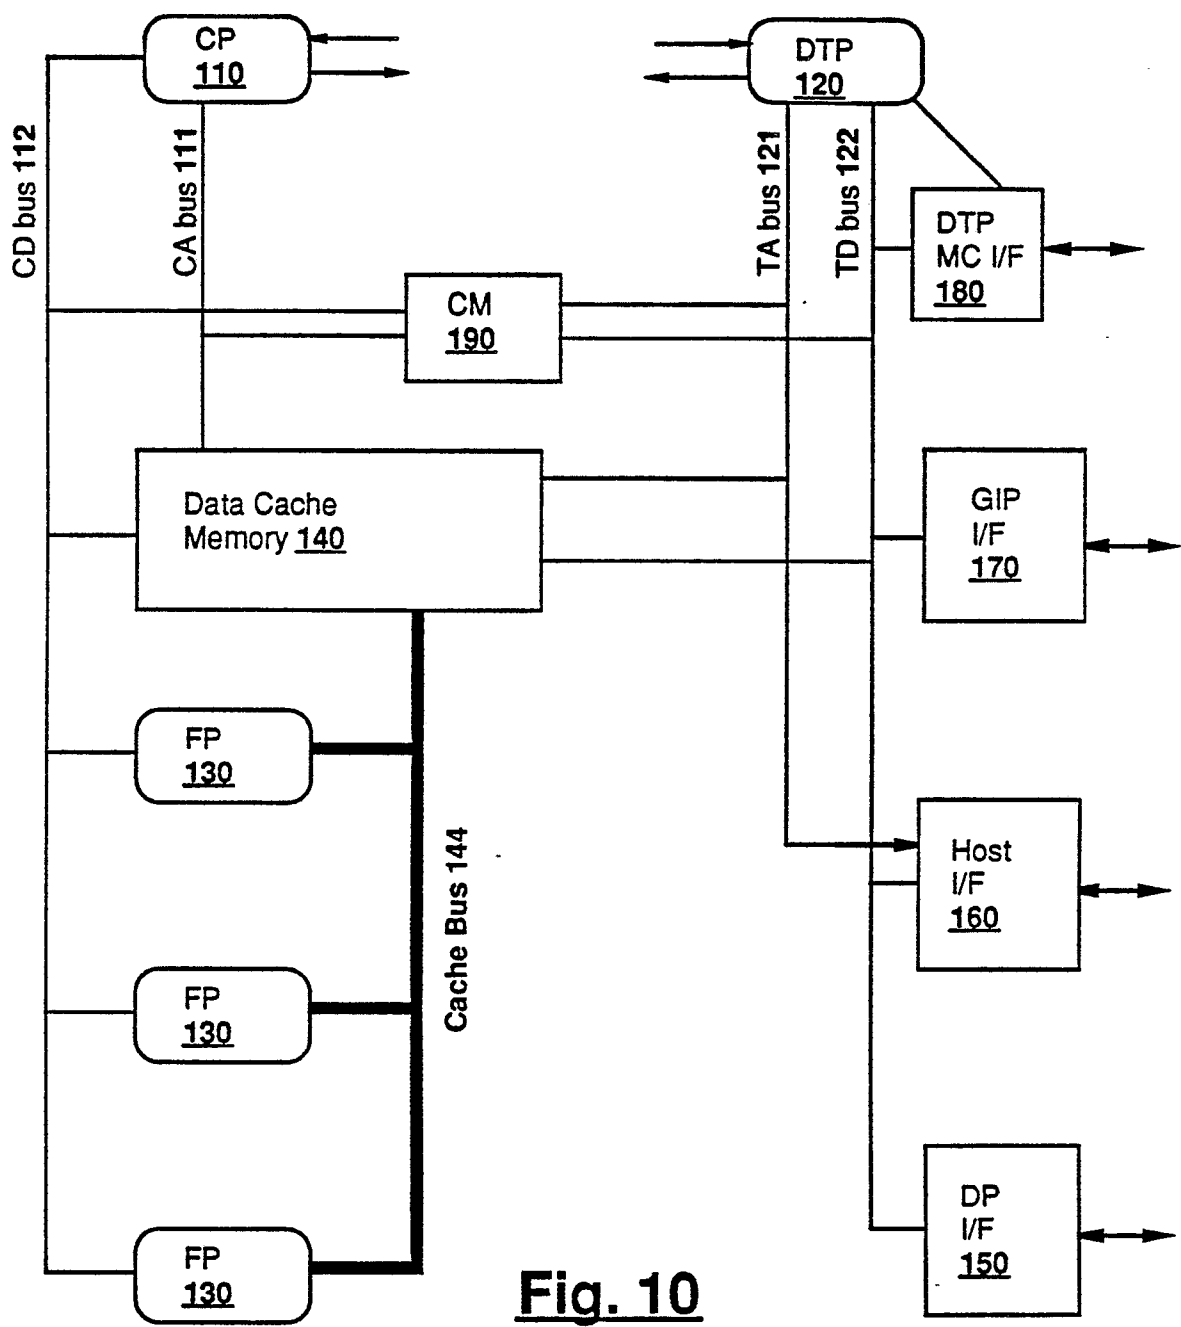 CP
110
DTP
120
CD bus 112
CA bus 111
TA bus 121
TD bus 122
DTP
MC I/F
180
CM
190
Data Cache
Memory 140
GIP
I/F
170
FP
130
Cache Bus 144
Host
I/F
160
FP
130
DP
I/F
150
FP
130
Fig. 10